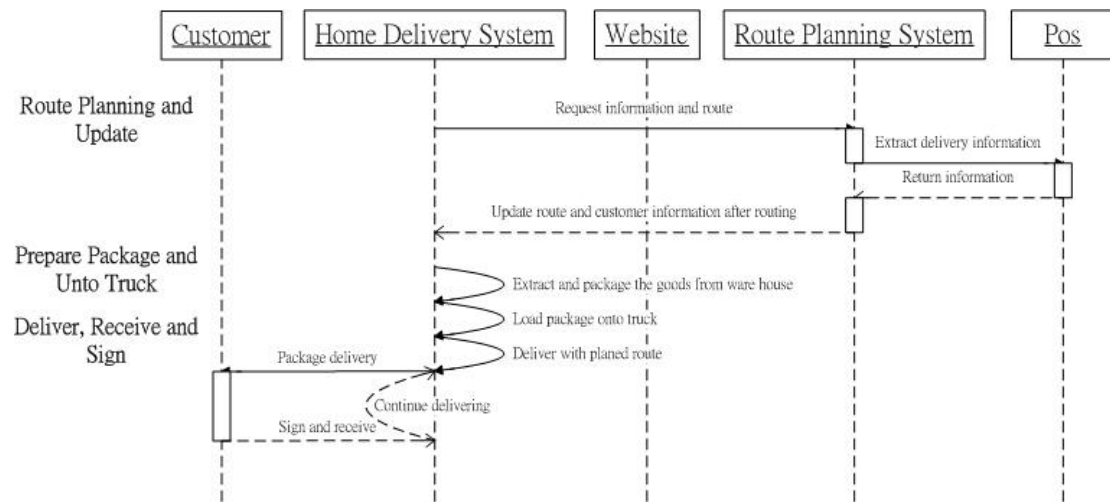 Customer
Home Delivery System
Website
Route Planning System
Pos
Route Planning and
Update
Request information and route
Extract delivery information
Return information
Update route and customer information after routing
Prepare Package and
Unto Truck
Extract and package the goods from ware house
Load package onto truck
Deliver, Receive and
Sign
Deliver with planed route
Package delivery
Continue delivering
Sign and receive